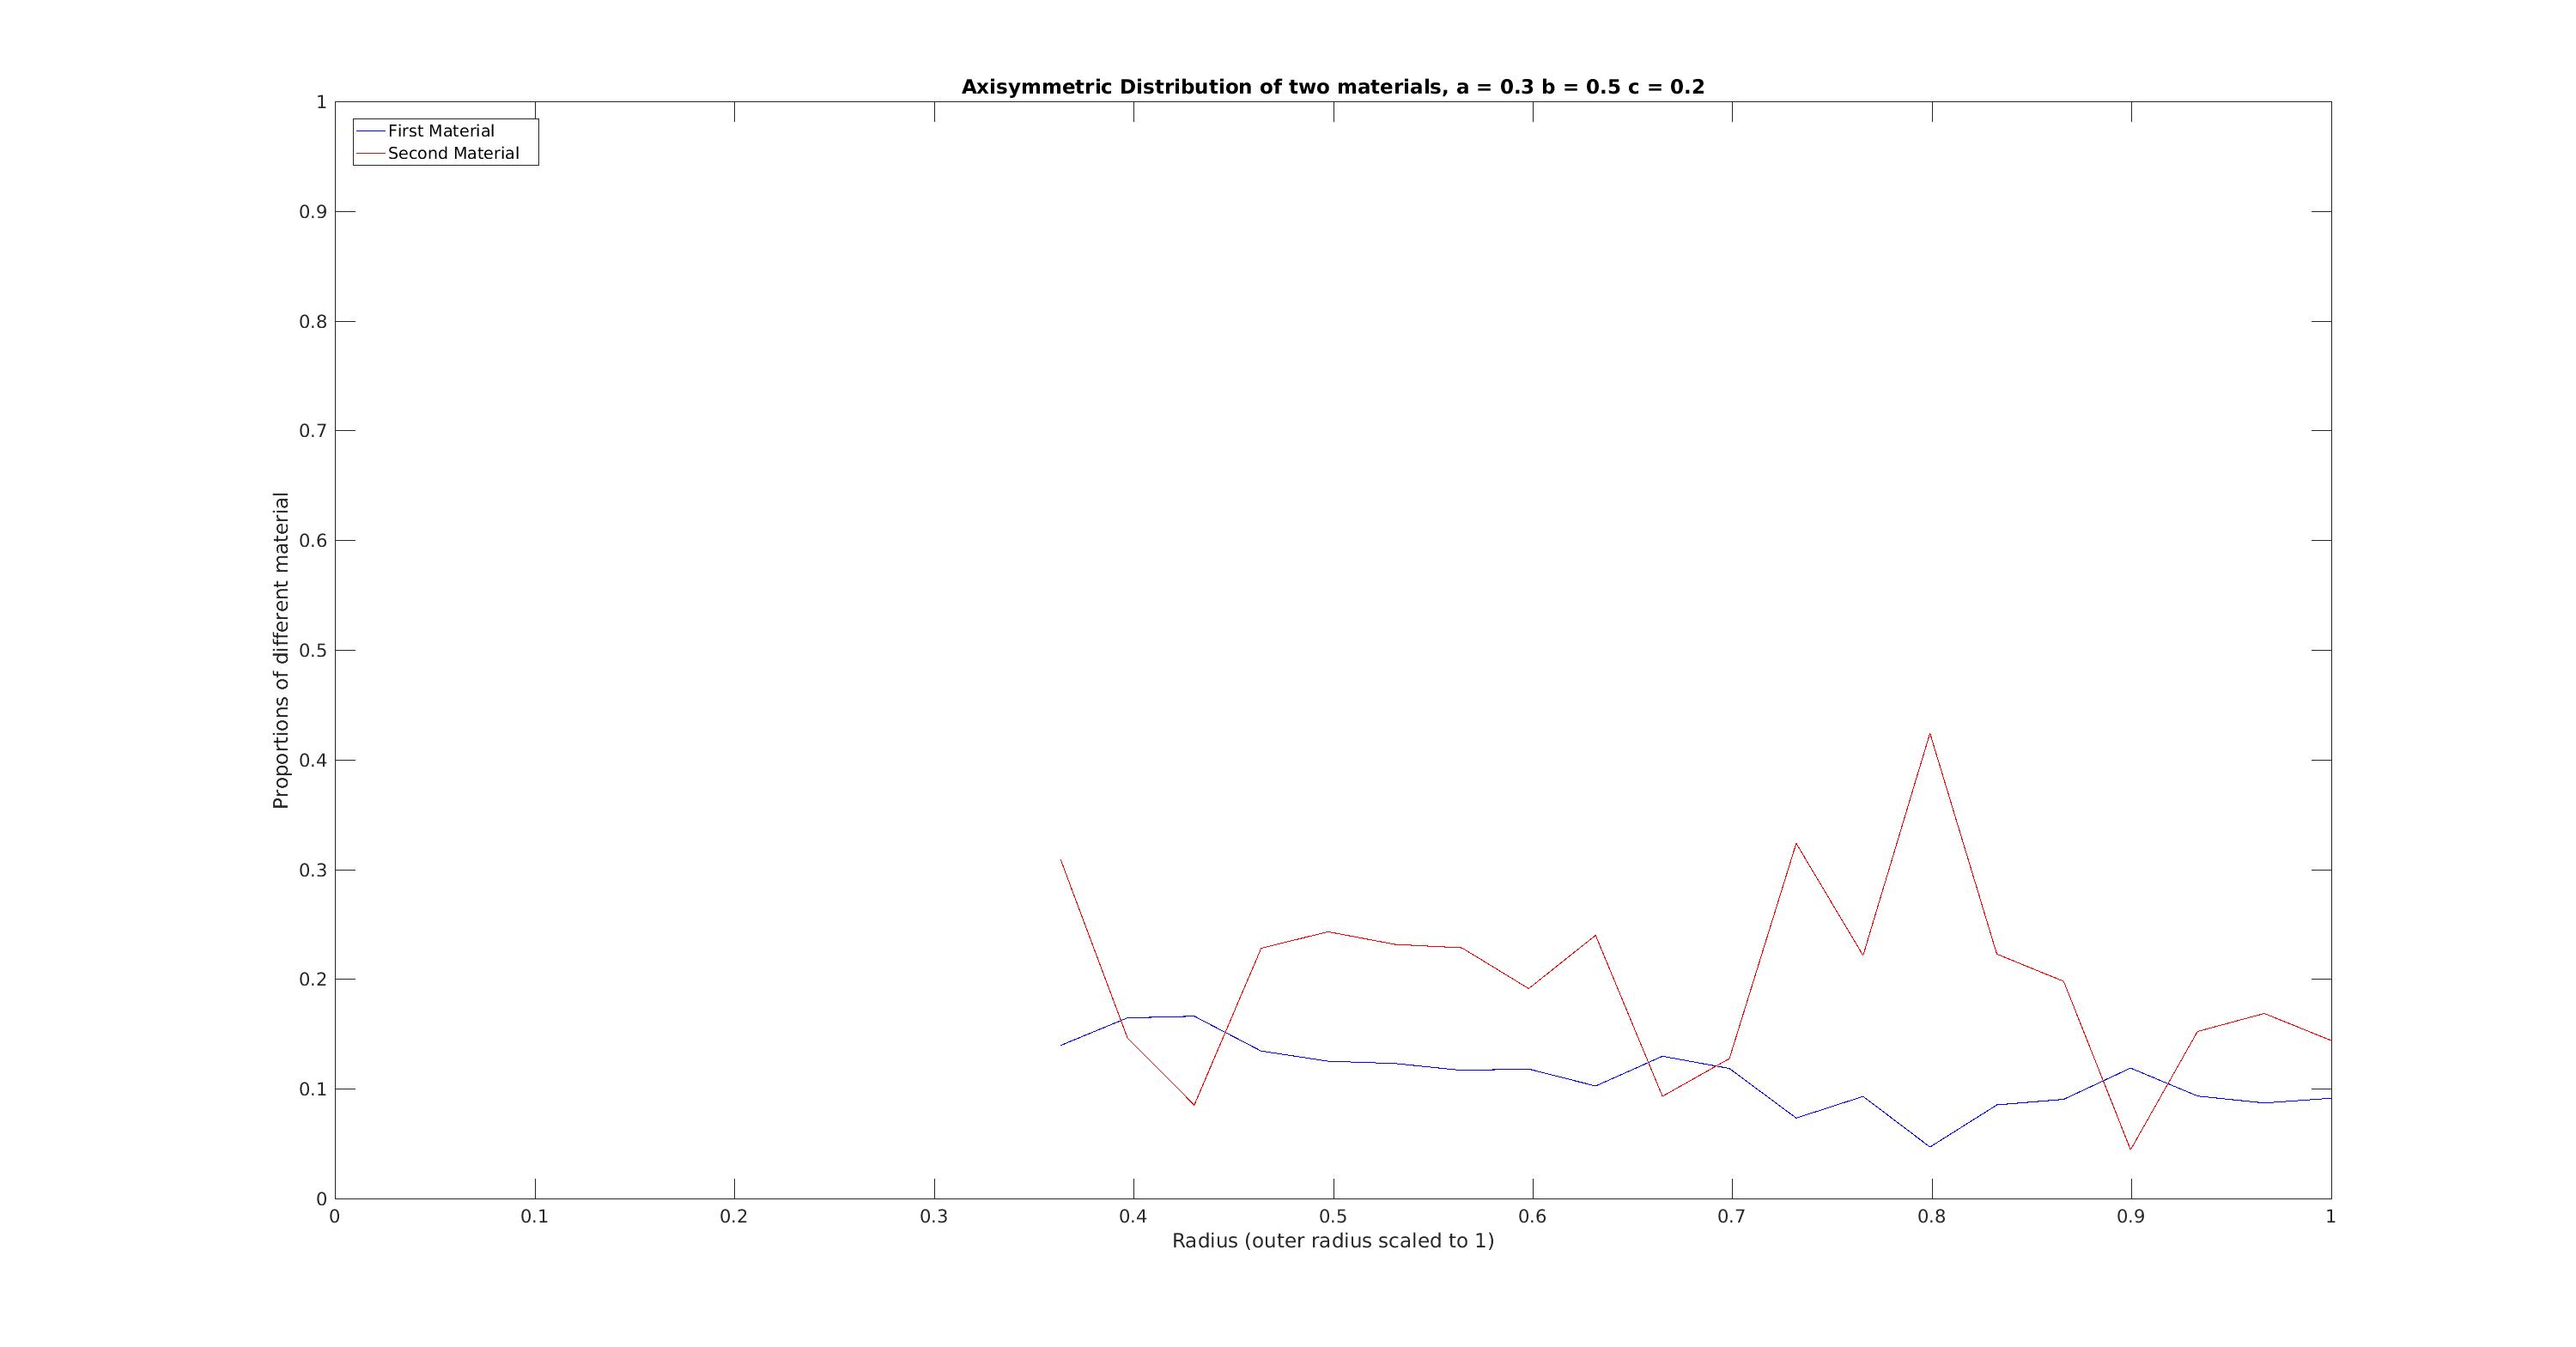 Axisymmetric Distribution of two materials, a = 0.3 b = 0.5 c = 0.2
First Material
Second Material
Proportions of different material
1
0.9
0.8
0.7
0.6
0.5
0.4
0.3
0.2
0.1
0
0 0.1 0.2 0.3 0.4 0.5 0.6 0.7 0.8 0.9 1
Radius (outer radius scaled to 1)